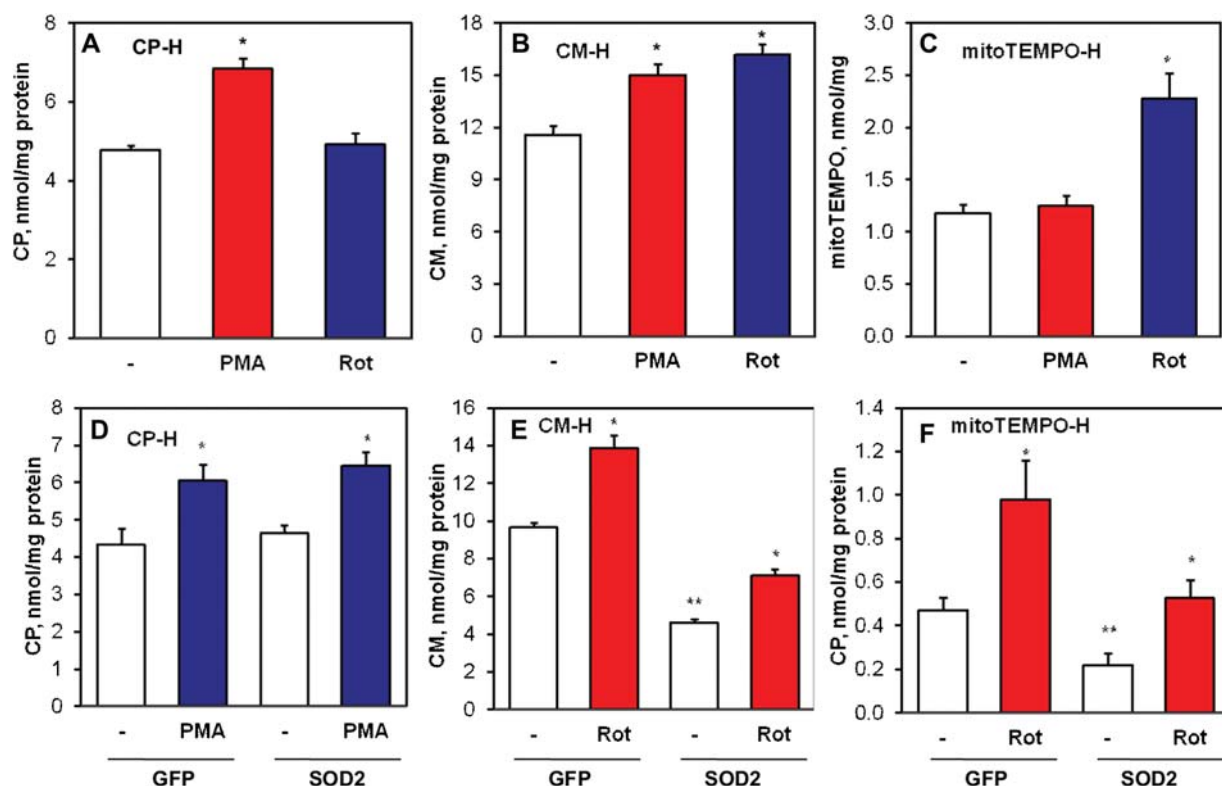 A CP-H
CP, nmol/mg protein
8
6
4
2
0
*
- PMA Rot
B CM-H
CM, nmol/mg protein
18
15
12
9
6
3
0
* *
- PMA Rot
C mitoTEMPO-H
mitoTEMPO, nmol/mg
3.0
2.5
2.0
1.5
1.0
0.5
0.0
*
- PMA Rot
D CP-H
CP, nmol/mg protein
8
7
6
5
4
3
2
1
0
* *
- PMA - PMA
GFP SOD2
E CM-H
CM, nmol/mg protein
16
14
12
10
8
6
4
2
0
* ** *
- Rot - Rot
GFP SOD2
F mitoTEMPO-H
CP, nmol/mg protein
1.4
1.2
1.0
0.8
0.6
0.4
0.2
0.0
* ** *
- Rot - Rot
GFP SOD2